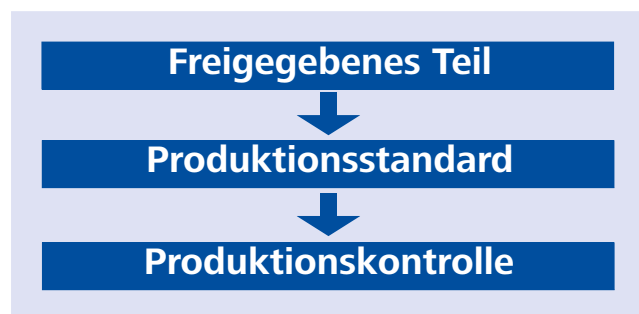 Freigegebenes Teil
Produktionsstandard
Produktionskontrolle